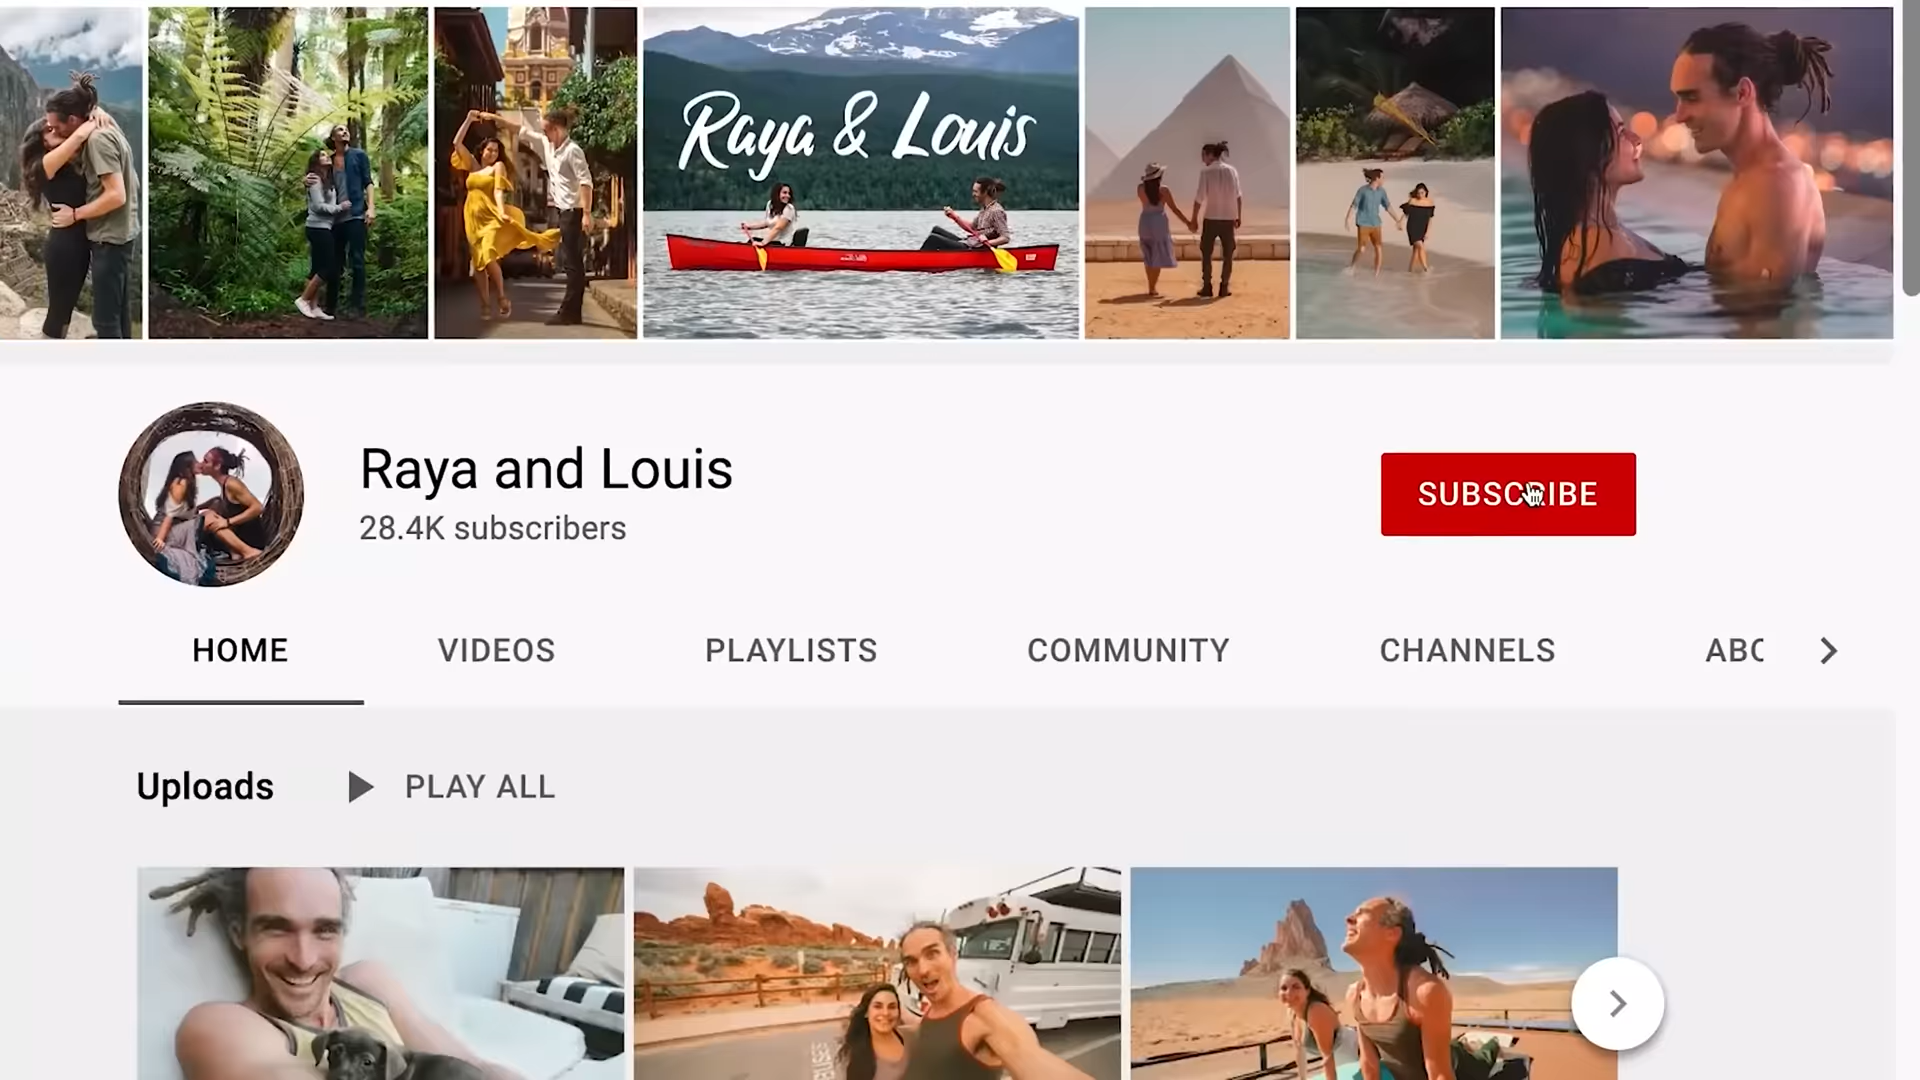 Raya & Louis
Raya and Louis
28.4K subscribers
SUBSCRIBE
HOME
VIDEOS
PLAYLISTS
COMMUNITY
CHANNELS
ABC
Uploads
PLAY ALL